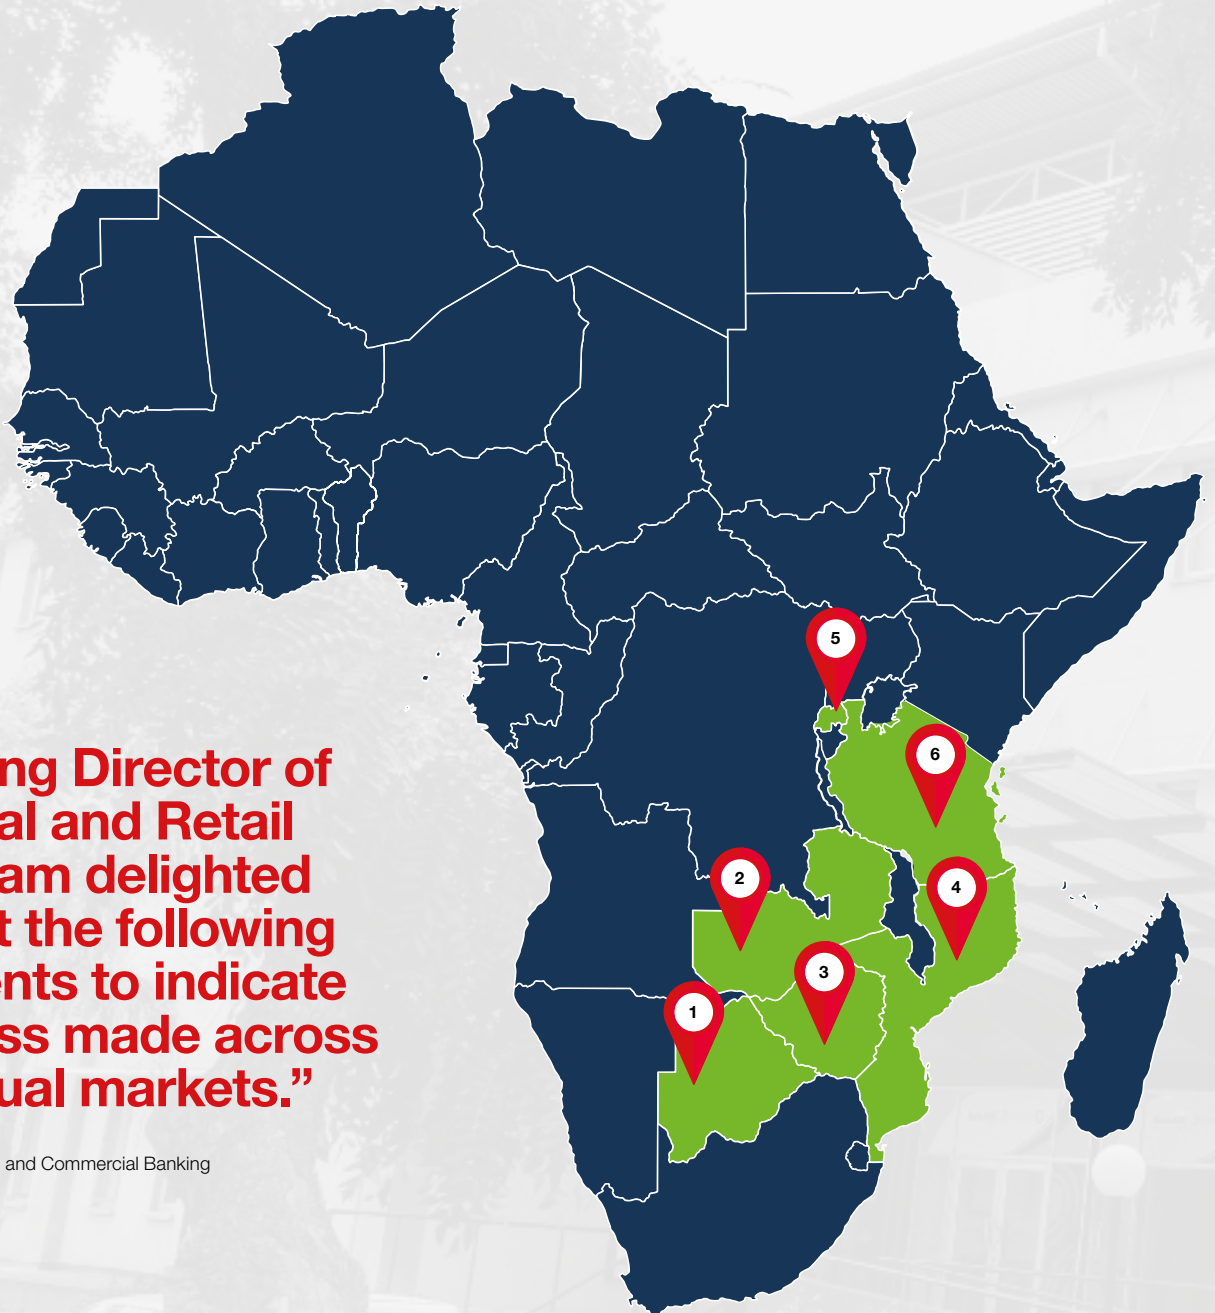 ng Director of
al and Retail
am delighted
t the following
ents to indicate
ss made across
ual markets.”
and Commercial Banking
5
6
2
4
3
1